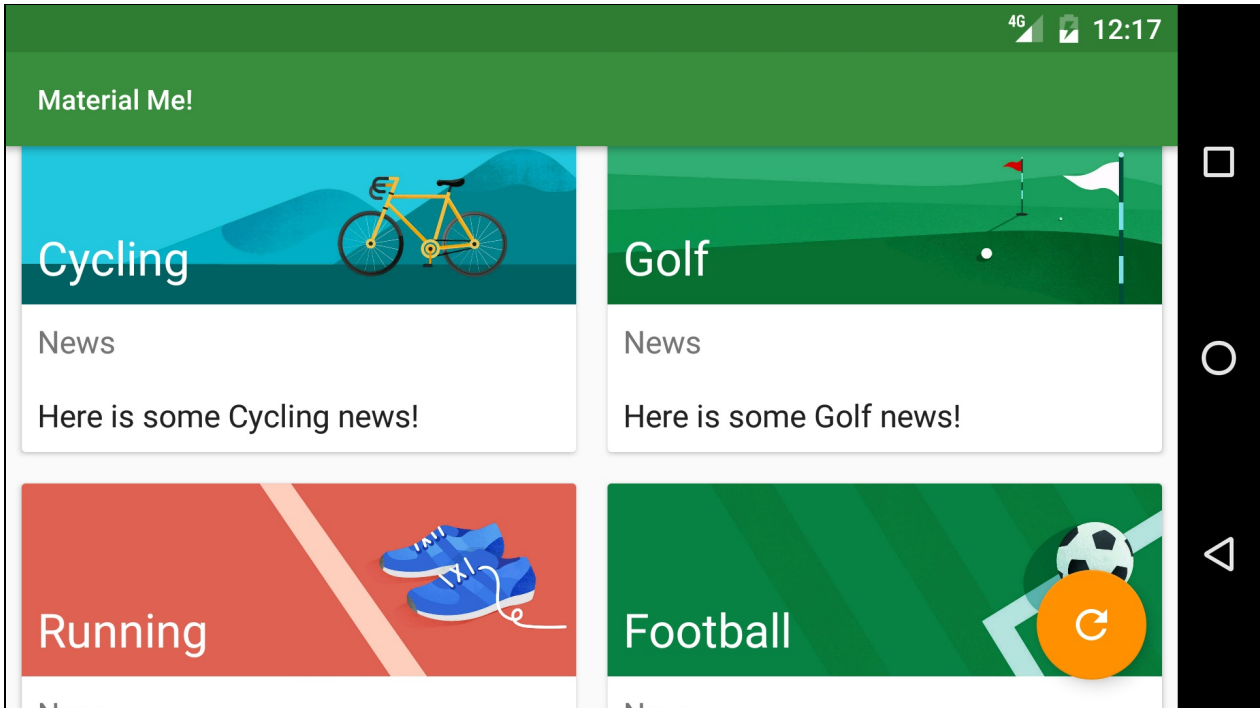 4G 12:17
Material Me!
Cycling
News
Here is some Cycling news!
Golf
News
Here is some Golf news!
Running
Football